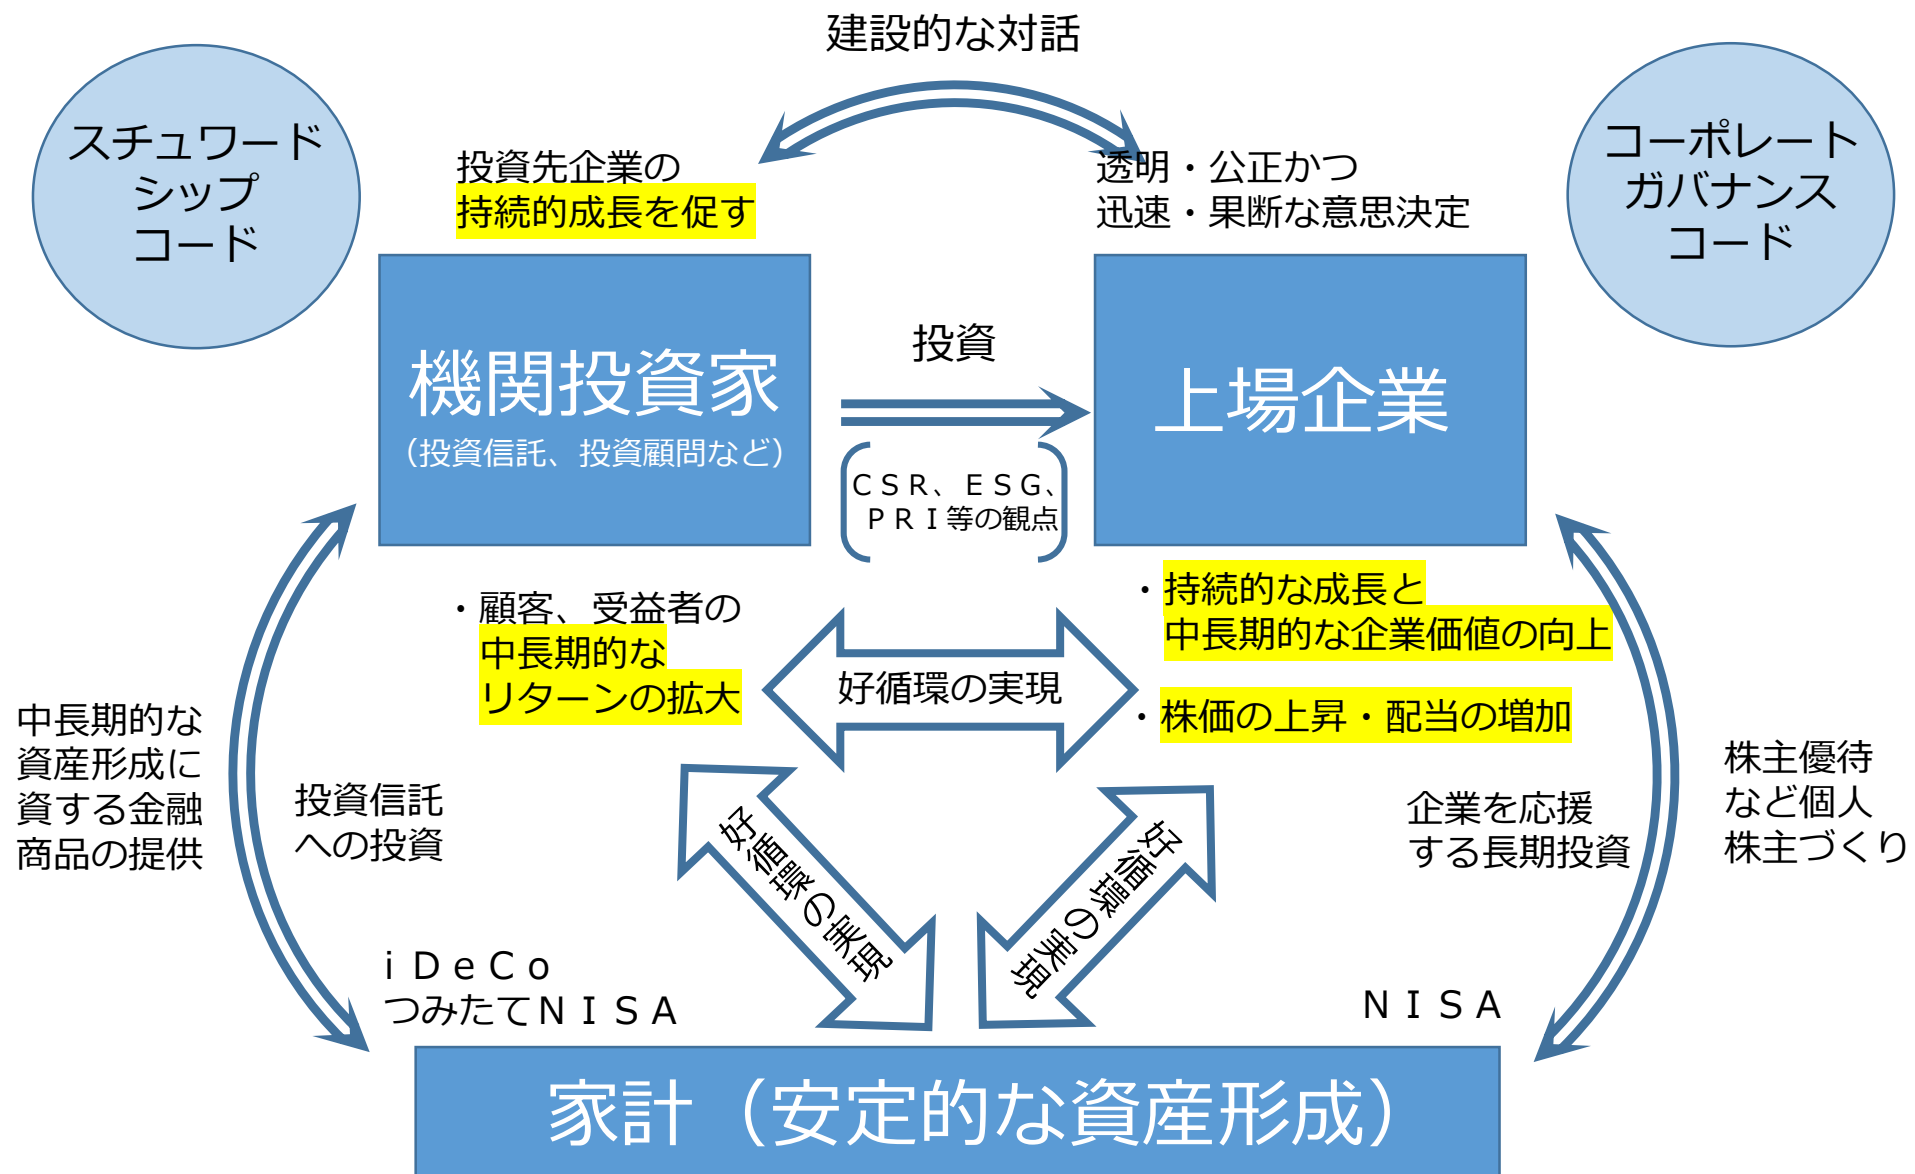 建設的な対話
スチュワード
シップ
コード
コーポレート
ガバナンス
コード
投資先企業の
持続的成長を促す
透明・公正かつ
迅速・果断な意思決定
機関投資家
（投資信託、投資顧問など）
投資
ＣＳＲ、ＥＳＧ、
ＰＲＩ等の観点
上場企業
・顧客、受益者の
中長期的な
リターンの拡大
好循環の実現
・持続的な成長と
中長期的な企業価値の向上
・株価の上昇・配当の増加
中長期的な
資産形成に
資する金融
商品の提供
投資信託
への投資
好循環の実現
好循環の実現
企業を応援
する長期投資
株主優待
など個人
株主づくり
ｉＤｅＣｏ
つみたてＮＩＳＡ
ＮＩＳＡ
家計（安定的な資産形成）